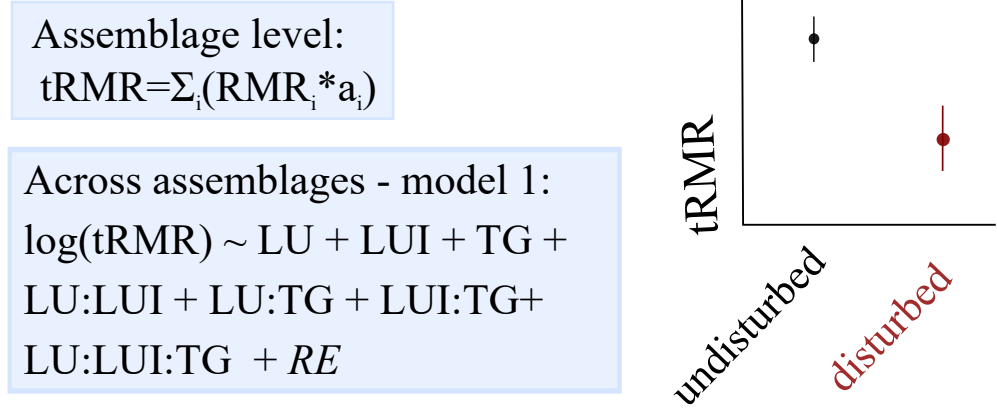 Assemblage level:
tRMR=Σᵢ(RMRᵢ*aᵢ)
Across assemblages - model 1:
log(tRMR) ~ LU + LUI + TG +
LU:LUI + LU:TG + LUI:TG+
LU:LUI:TG + RE
tRMR
undisturbed
disturbed